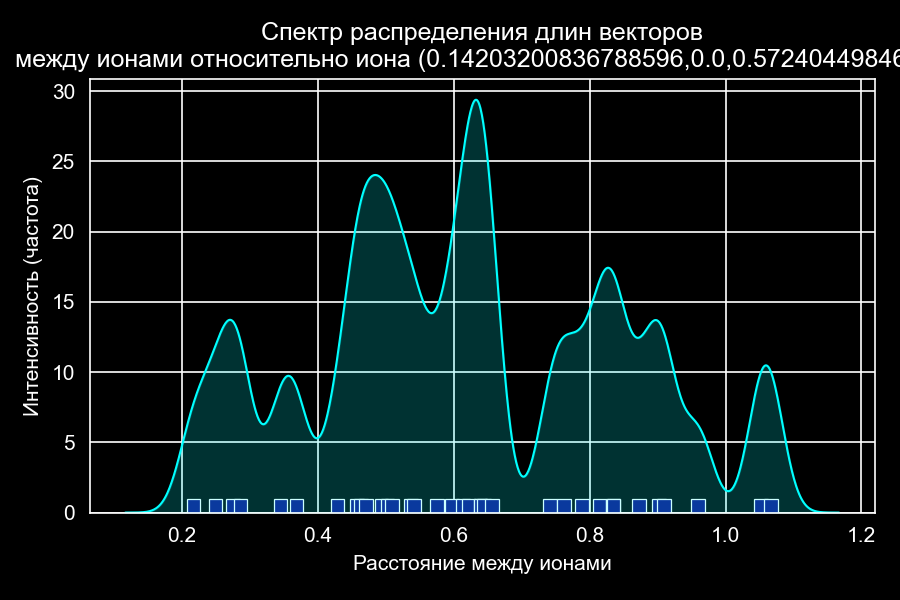 Спектр распределения длин векторов
между ионами относительно иона (0.14203200836788596,0.0,0.57240449846
Интенсивность (частота)
30
25
20
15
10
5
0
0.2 0.4 0.6 0.8 1.0 1.2
Расстояние между ионами